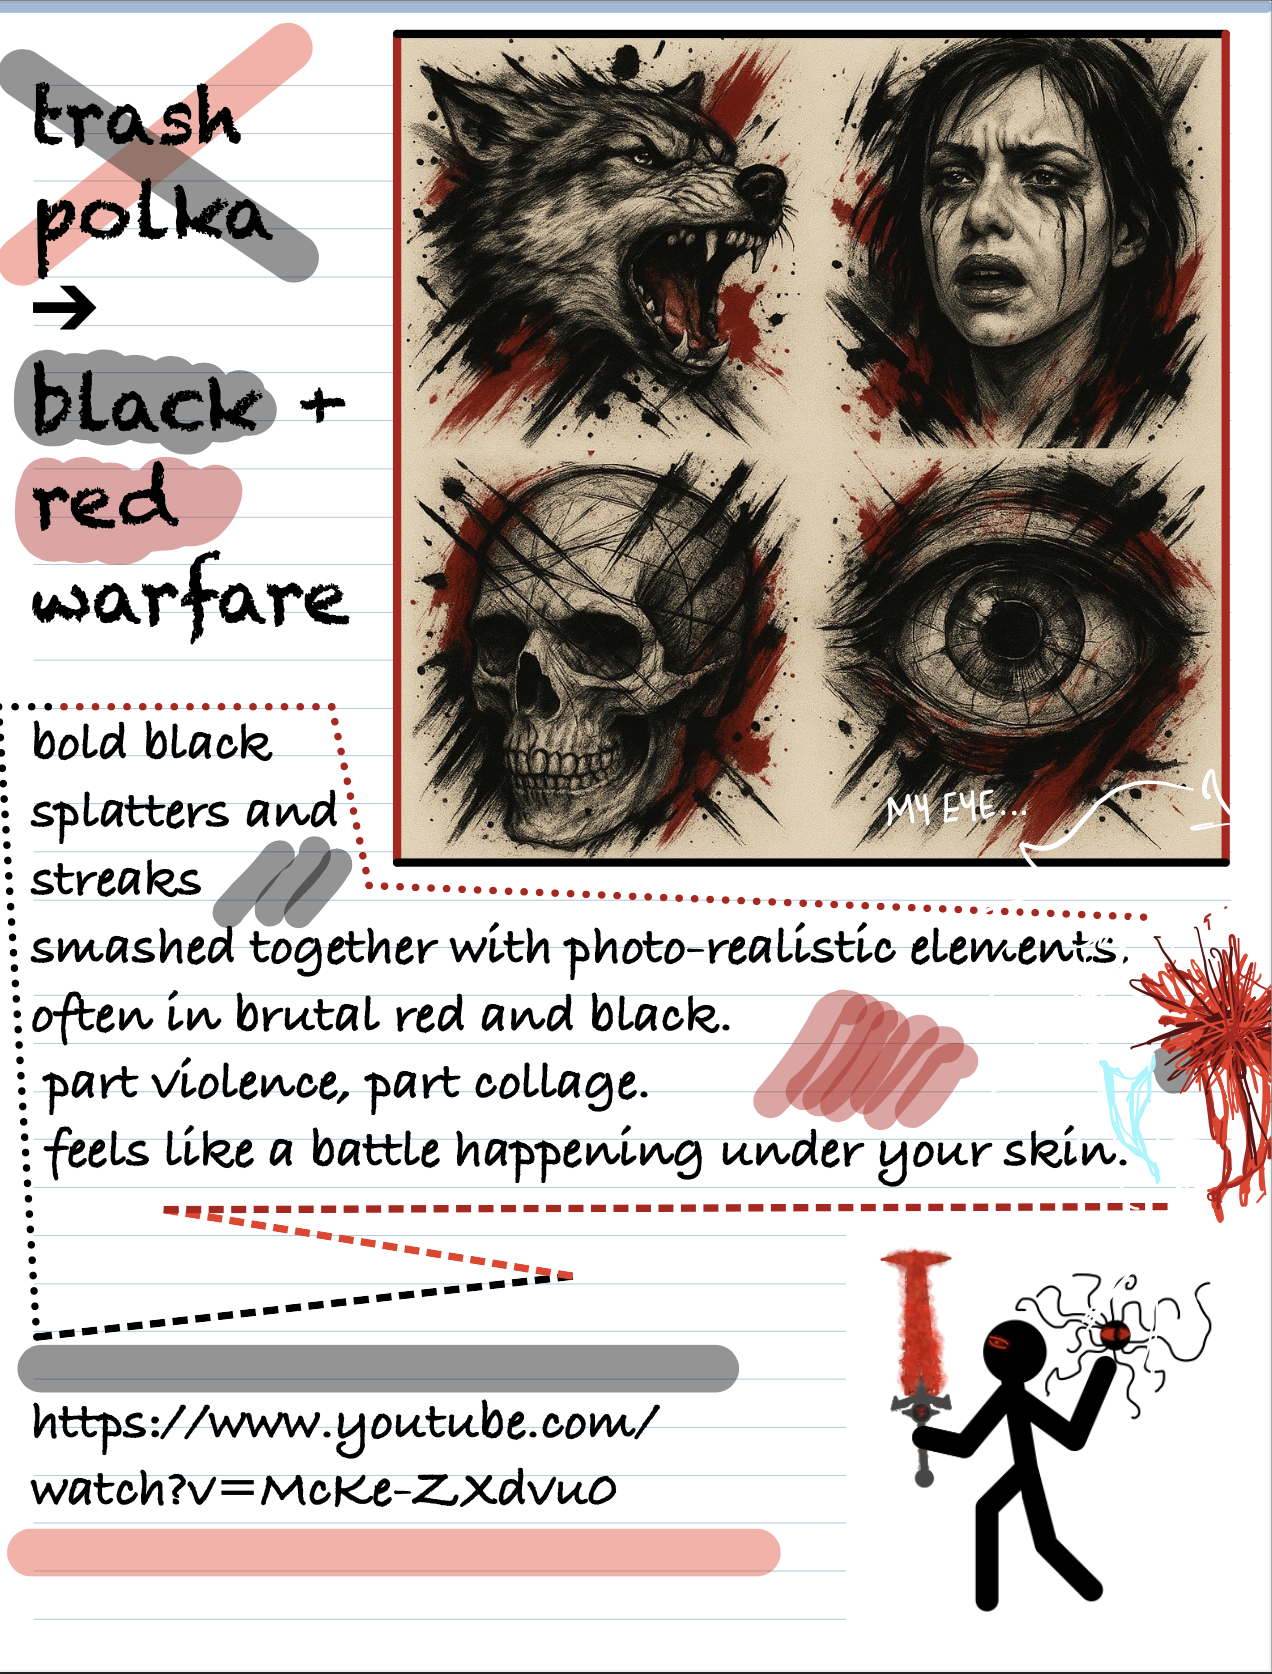 trash
polka
→
black +
red
warfare
MY EYE...
bold black
splatters and
streaks
smashed together with photo-realistic elements.
often in brutal red and black.
part violence, part collage.
feels like a battle happening under your skin.
https://www.youtube.com/
watch?v=McKe-ZXdvu0